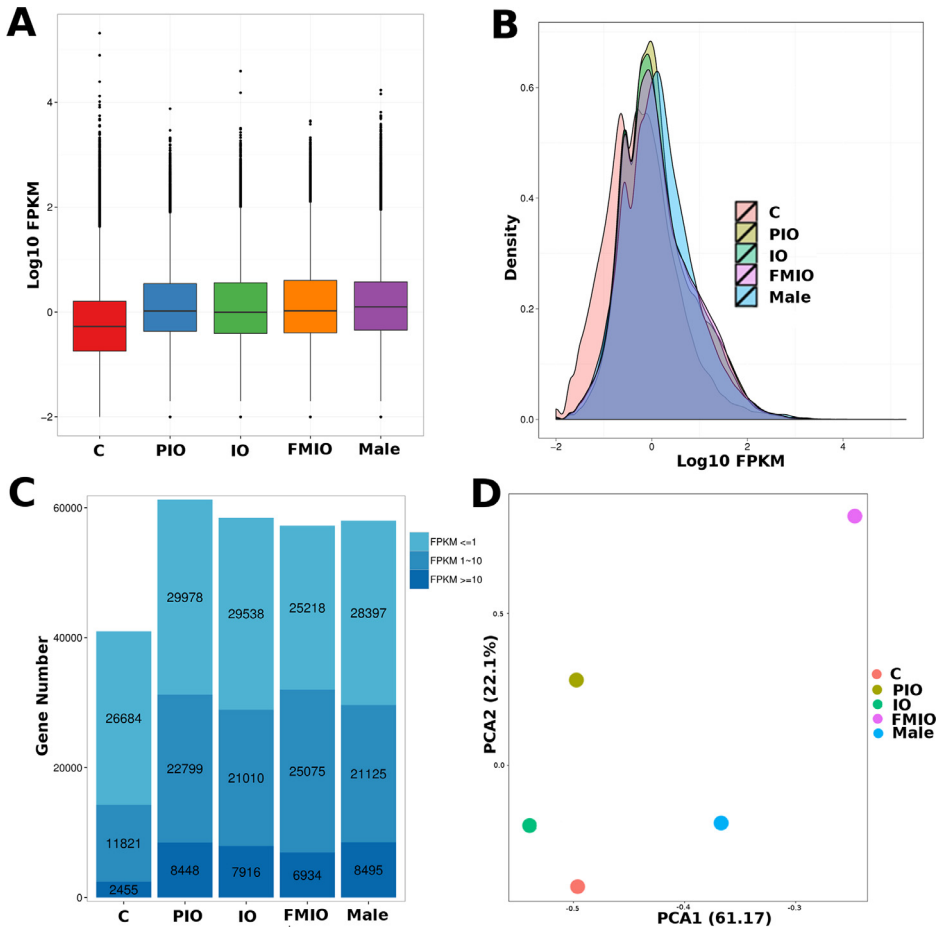 A
Log10 FPKM
4
2
0
−2
C PIO IO FMIO Male
B
Density
0.6
0.4
0.2
0.0
−2 0 2 4
Log10 FPKM
C
PIO
IO
FMIO
Male
C
Gene Number
60000
40000
20000
0
26684
11821
2455
29978
22799
8448
29538
21010
7916
25218
25075
6934
28397
21125
8495
C PIO IO FMIO Male
FPKM <=1
FPKM 1~10
FPKM >=10
D
PCA2 (22.1%)
0.5
0.0
-0.5 -0.4 -0.3
PCA1 (61.17)
C
PIO
IO
FMIO
Male